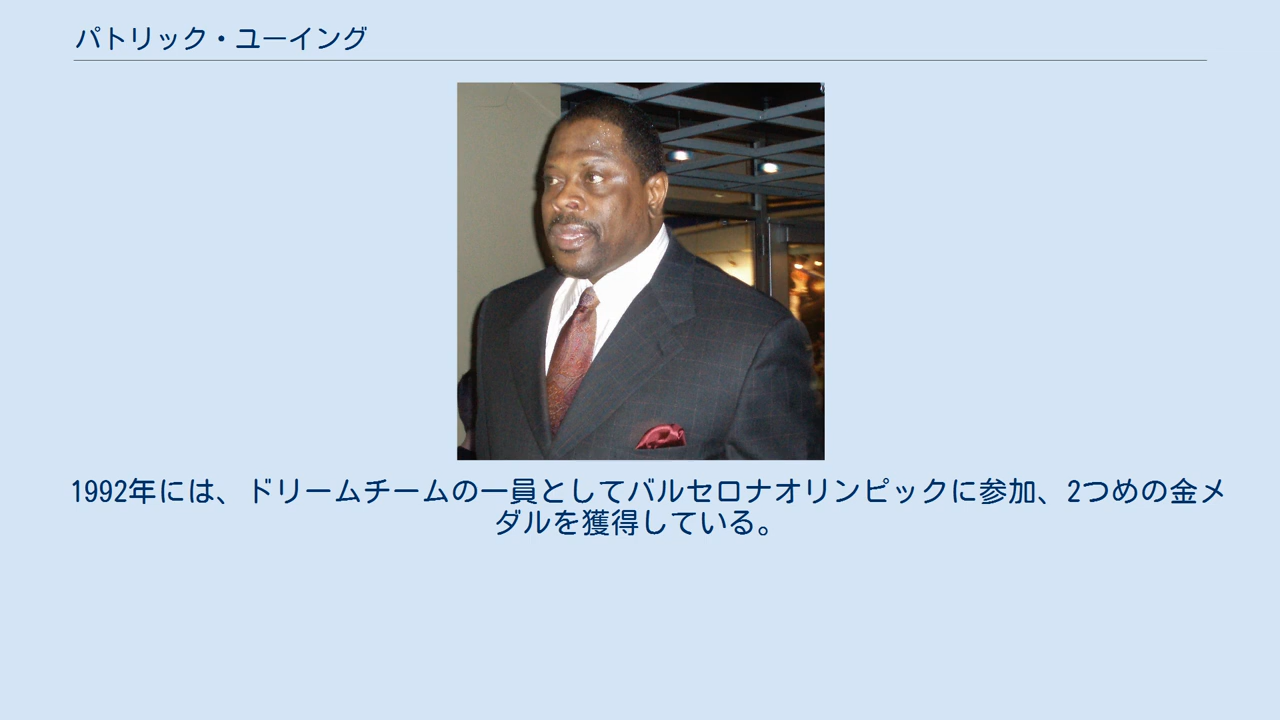 パトリック・ユーイング
1992年には、ドリームチームの一員としてバルセロナオリンピックに参加、2つめの金メ
ダルを獲得している。